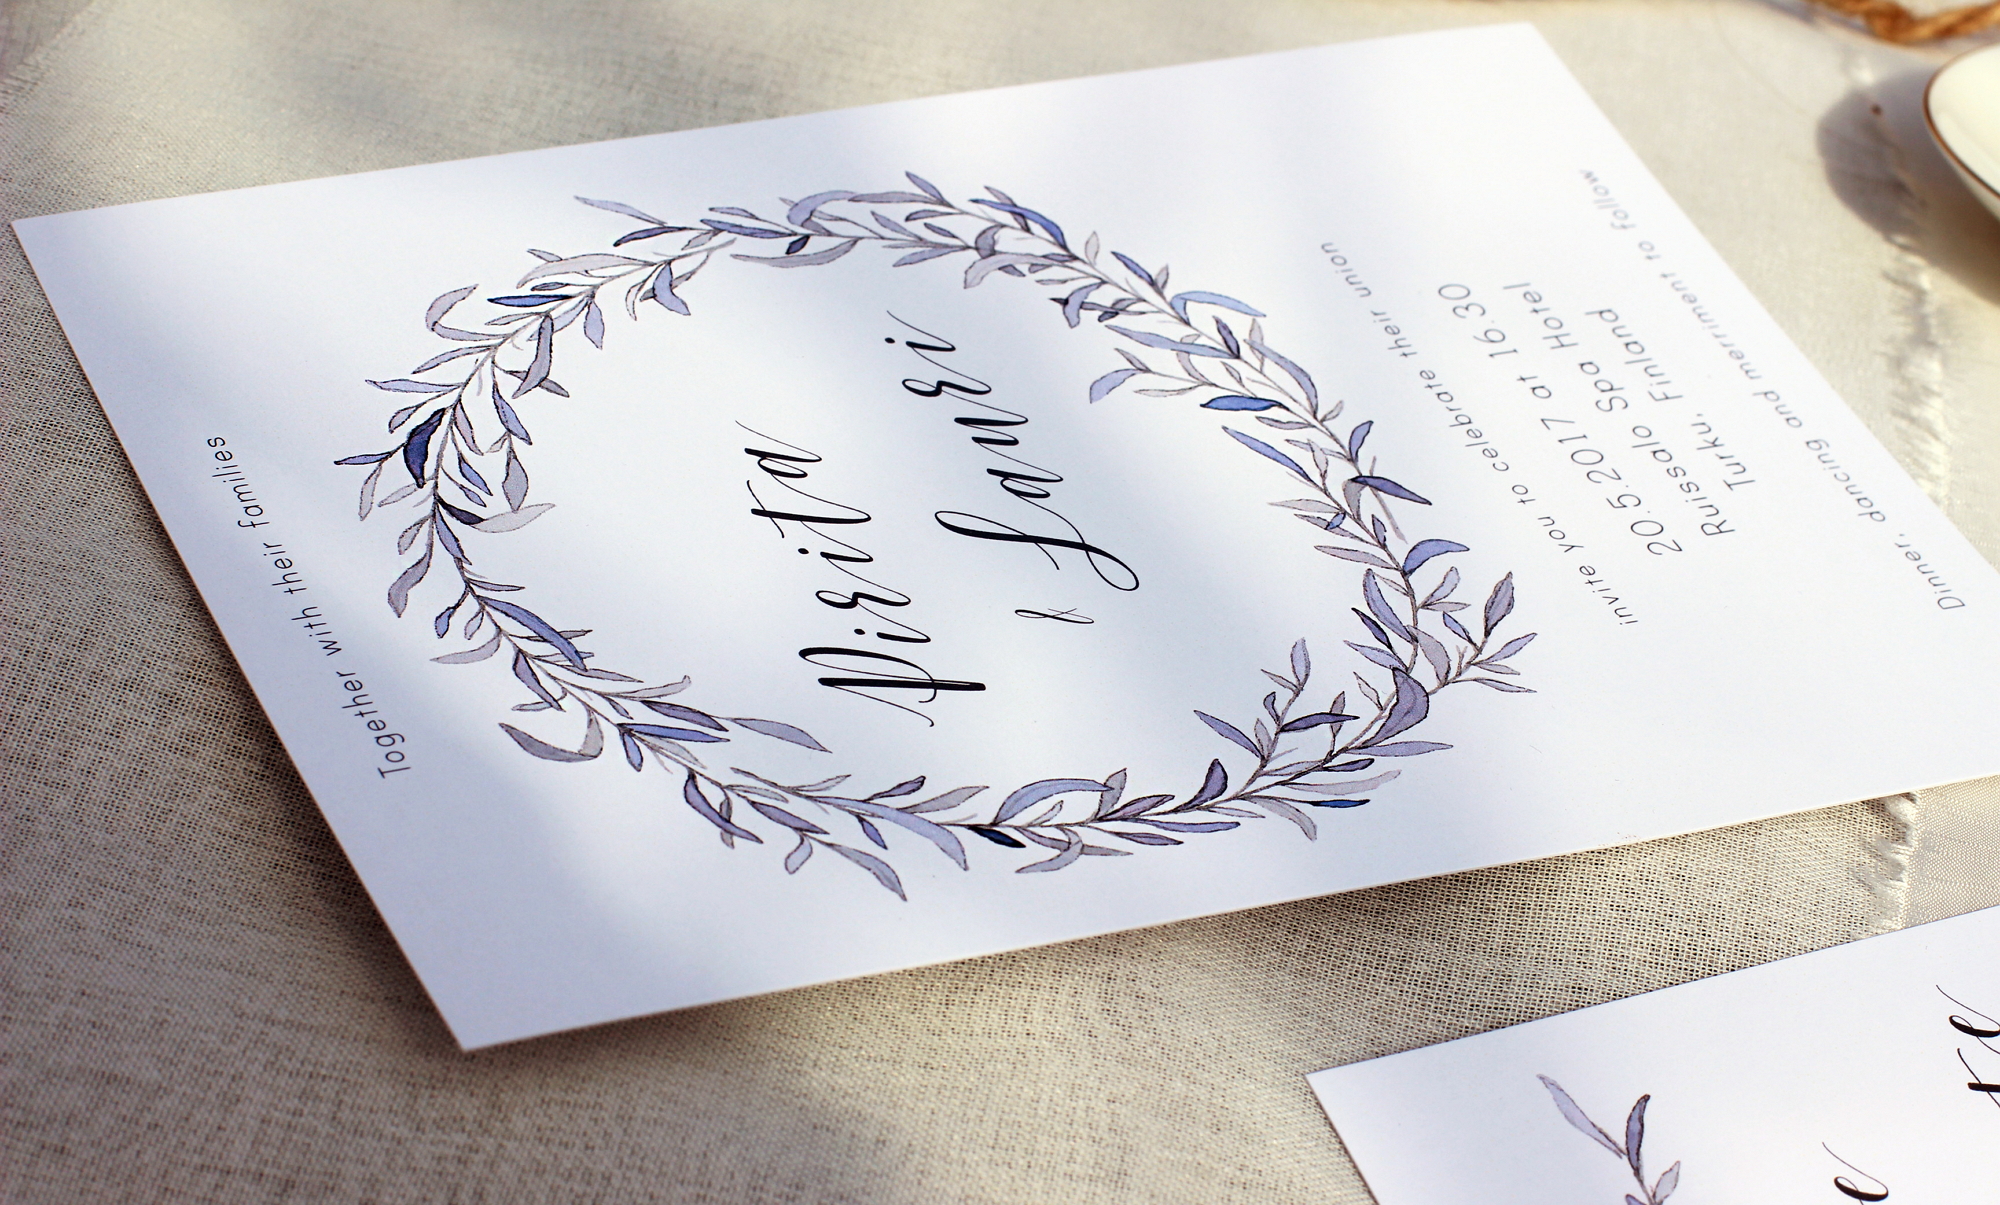 Together with their families
Pirita
& Lauri
invite you to celebrate their union
20.5.2017 at 16.30
Ruissalo Spa Hotel
Turku, Finland
Dinner, dancing and merriment to follow